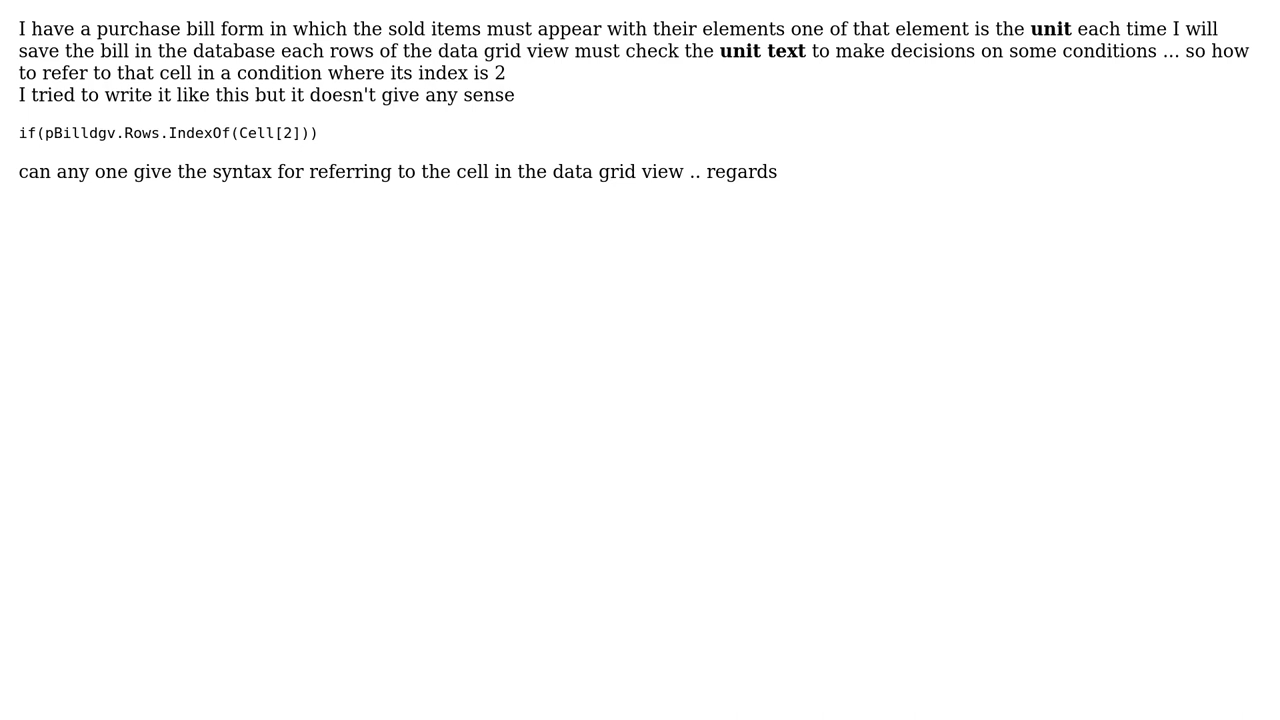 I have a purchase bill form in which the sold items must appear with their elements one of that element is the unit each time I will
save the bill in the database each rows of the data grid view must check the unit text to make decisions on some conditions ... so how
to refer to that cell in a condition where its index is 2
I tried to write it like this but it doesn't give any sense
if(pBilldgv.Rows.IndexOf(Cell[2]))
can any one give the syntax for referring to the cell in the data grid view .. regards